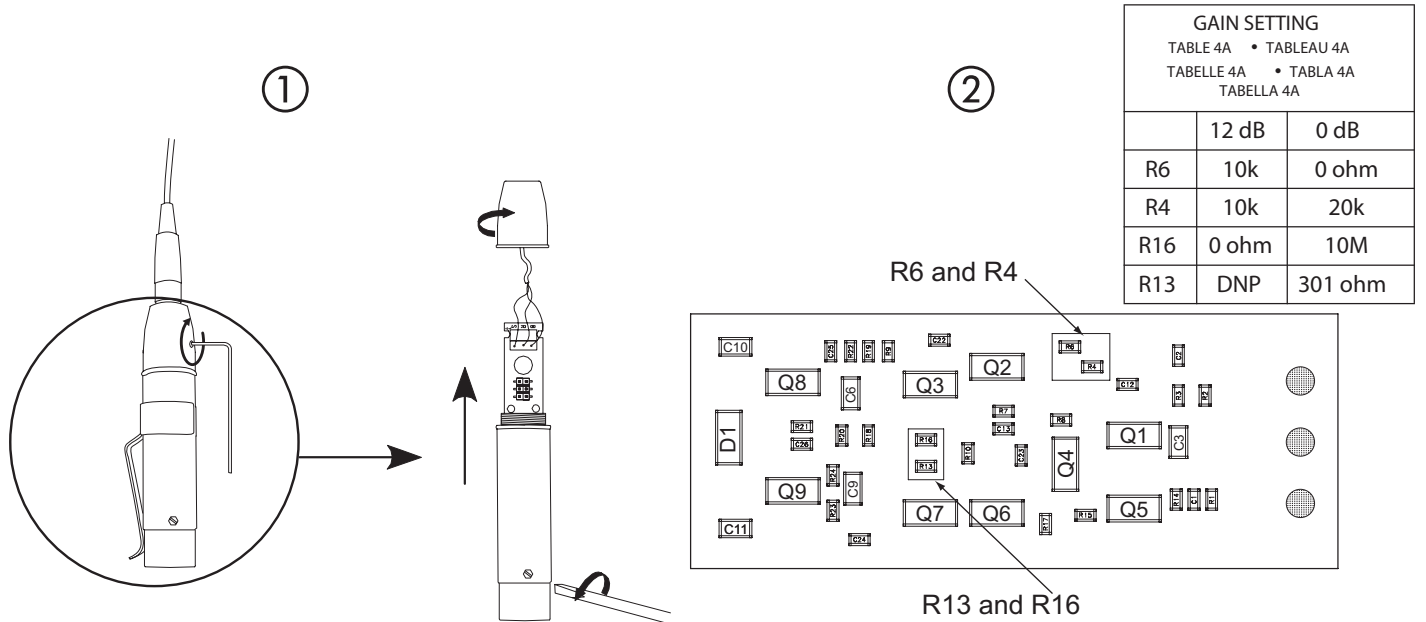 ①
②
GAIN SETTING
TABLE 4A • TABLEAU 4A
TABELLE 4A • TABLA 4A
TABELLA 4A
12 dB 0 dB
R6 10k 0 ohm
R4 10k 20k
R16 0 ohm 10M
R13 DNP 301 ohm
R6 and R4
C10
C25
R22
R19
R9
C22
R6
R4
C2
Q8
C6
Q3
Q2
C12
R3
R2
D1
R21
C26
R20
R18
R16
R13
R7
C13
R10
C23
R8
Q4
Q1
C3
Q9
R24
R23
C9
Q7
Q6
R17
R15
Q5
R14
C1
R1
C11
C24
R13 and R16